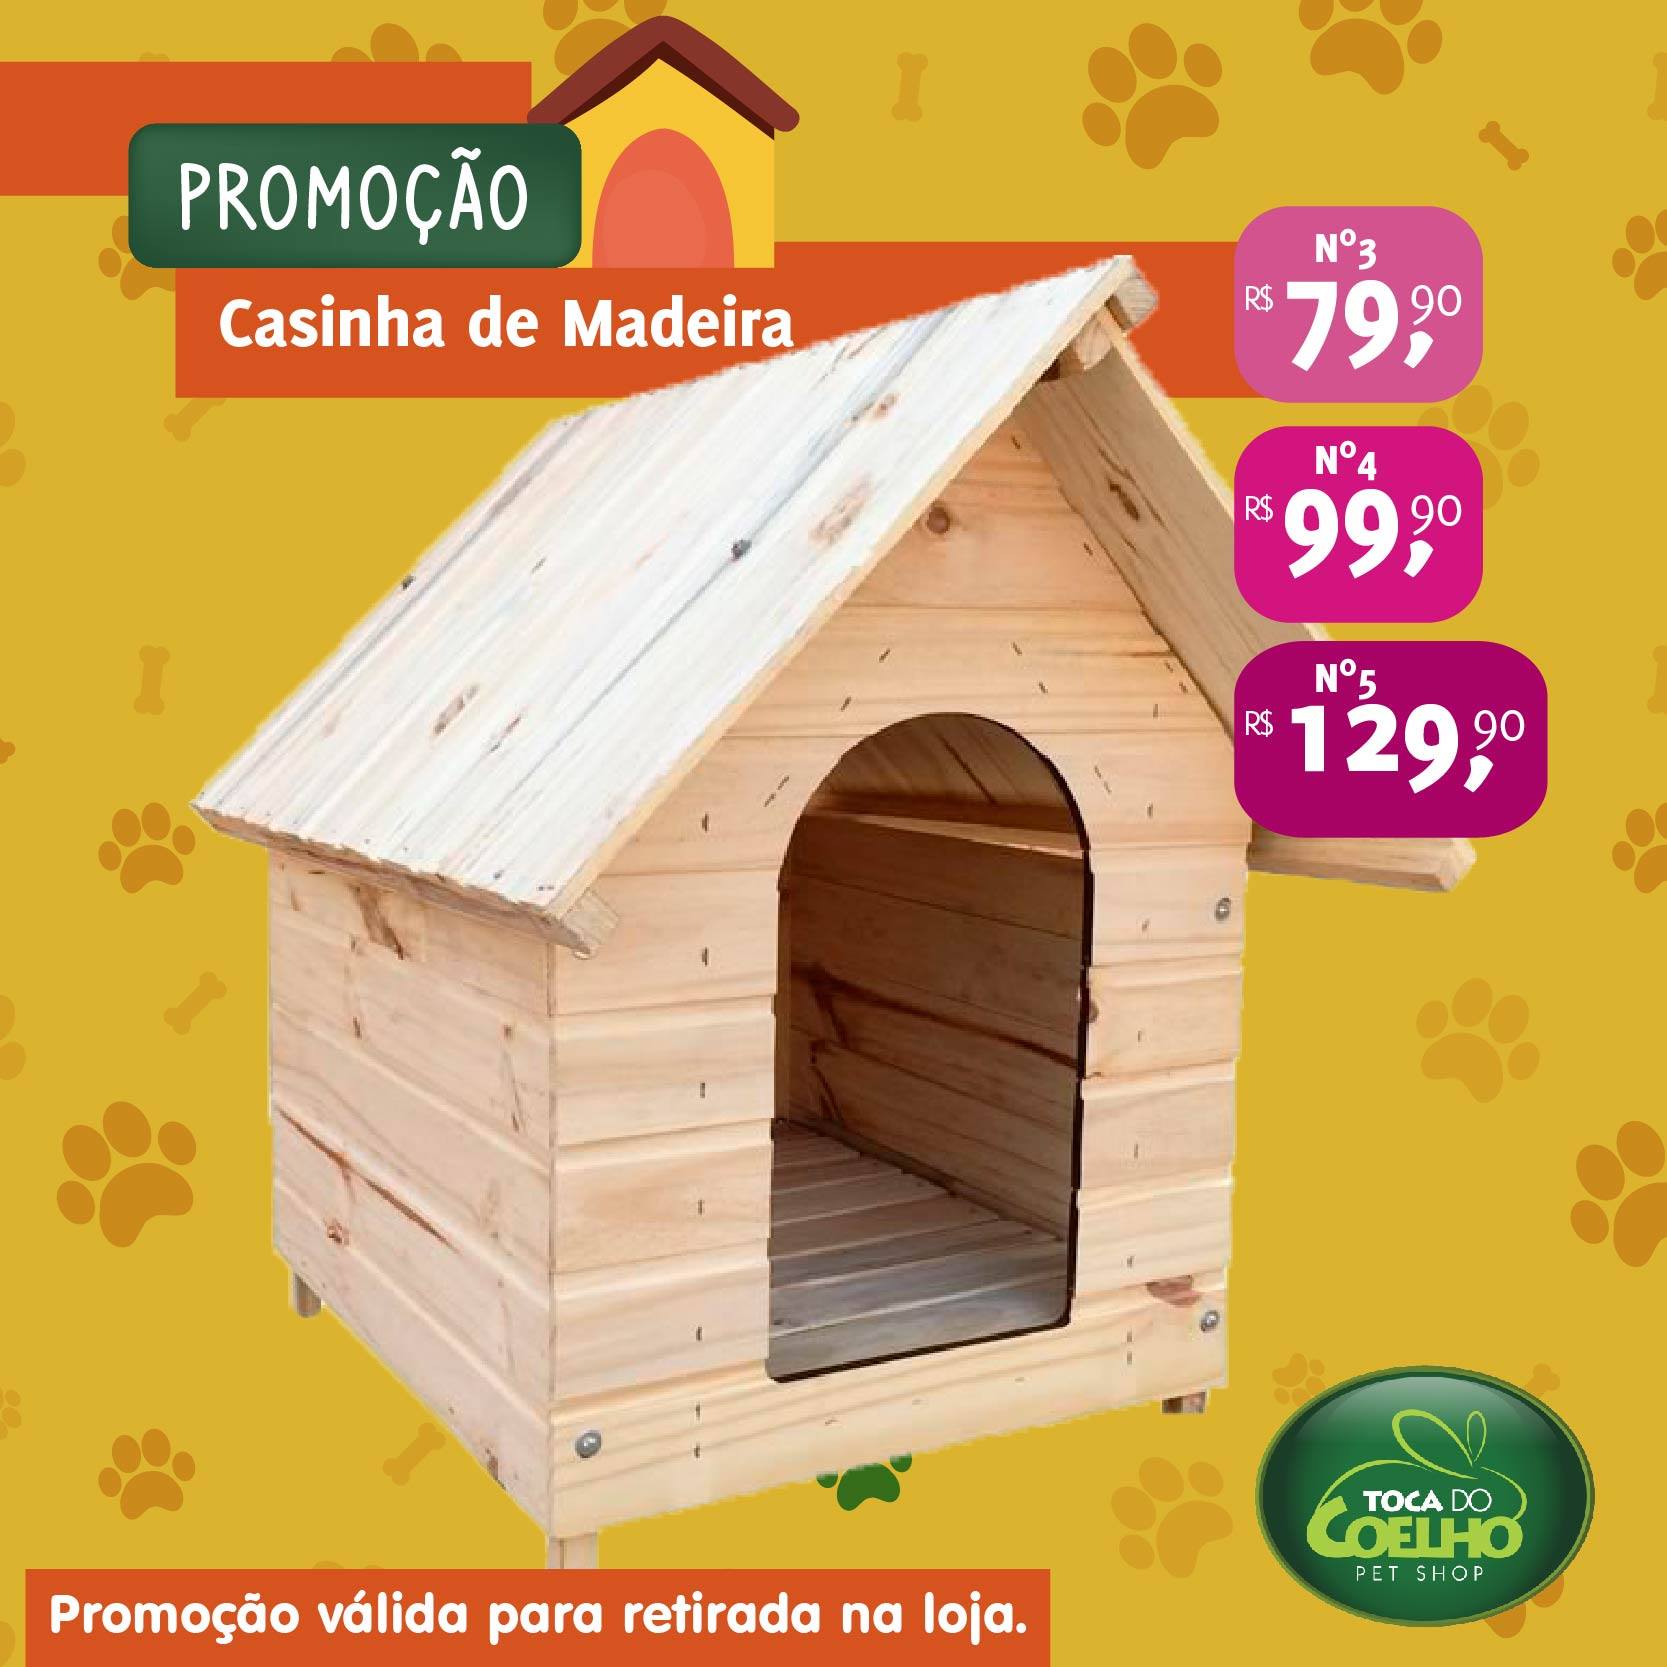 PROMOÇÃO
Casinha de Madeira
Nº3
R$ 79,90
Nº4
R$ 99,90
Nº5
R$ 129,90
TOCA DO
COELHO
PET SHOP
Promoção válida para retirada na loja.